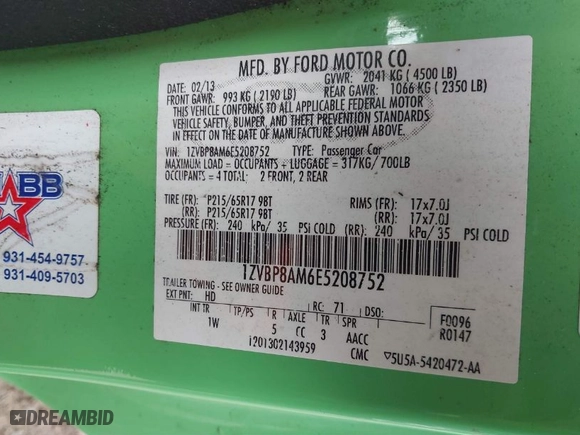 MFD. BY FORD MOTOR CO.
DATE: 02/13
GVWR: 2041 KG ( 4500 LB)
FRONT GAWR: 993 KG ( 2190 LB)
REAR GAWR: 1066 KG ( 2350 LB)
THIS VEHICLE CONFORMS TO ALL APPLICABLE FEDERAL MOTOR
VEHICLE SAFETY, BUMPER, AND THEFT PREVENTION STANDARDS
IN EFFECT ON THE DATE OF MANUFACTURE SHOWN ABOVE.
VIN: 1ZVBP8AM6E5208752 TYPE: Passenger Car
MAXIMUM LOAD = OCCUPANTS + LUGGAGE = 317KG/700LB
OCCUPANTS = 4 TOTAL: 2 FRONT, 2 REAR
TIRE (FR): P215/65R17 98T RIMS (FR): 17x7.0J
(RR): P215/65R17 98T (RR): 17x7.0J
PRESSURE (FR): 240 kPa/ 35 PSI COLD (RR): 240 kPa/ 35 PSI COLD
1ZVBP8AM6E5208752
TRAILER TOWING - SEE OWNER GUIDE
EXT PNT: HD RC: 71 DSO:
INT TR TP/PS R AXLE TR SPR
1W 5 CC 3 AACC
F0096
R0147
1201302143959 CMC ▽5U5A-5420472-AA
ABB
931-454-9757
931-409-5703
DREAMBID